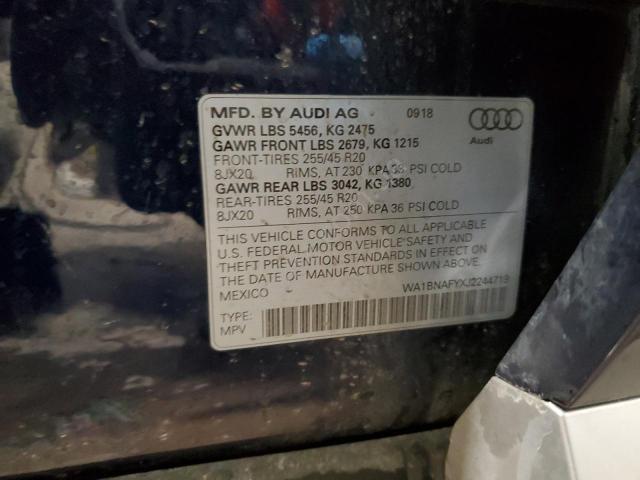 MFD. BY AUDI AG 0918
GVWR LBS 5456, KG 2475
GAWR FRONT LBS 2679, KG 1215
FRONT-TIRES 255/45 R20
8JX20 RIMS, AT 230 KPA 33 PSI COLD
GAWR REAR LBS 3042, KG 1380
REAR-TIRES 255/45 R20
8JX20 RIMS, AT 250 KPA 36 PSI COLD
Audi
THIS VEHICLE CONFORMS TO ALL APPLICABLE
U.S. FEDERAL MOTOR VEHICLE SAFETY AND
THEFT PREVENTION STANDARDS IN EFFECT ON
THE DATE OF MANUFACTURE SHOWN ABOVE.
MEXICO WA1BNAFYXJ2244719
TYPE:
MPV